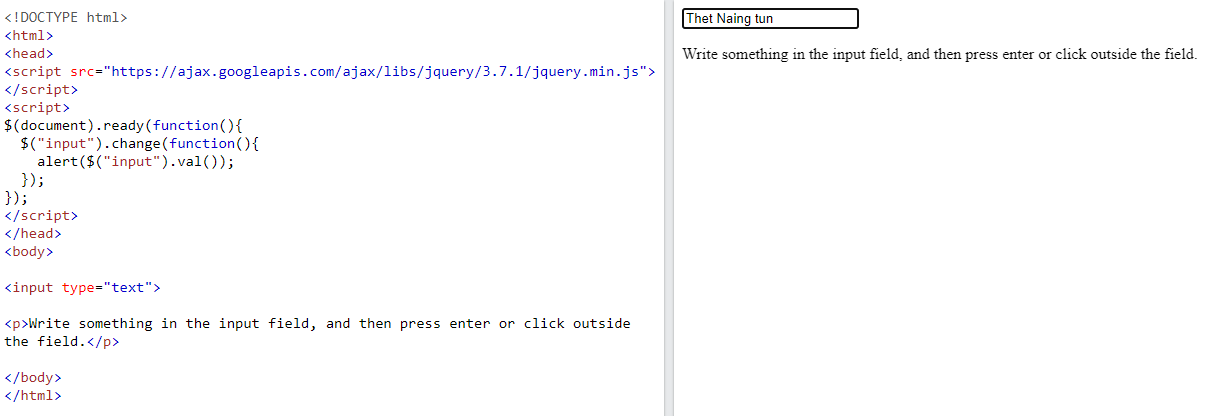 <!DOCTYPE html>
<html>
<head>
<script src="https://ajax.googleapis.com/ajax/libs/jquery/3.7.1/jquery.min.js">
</script>
<script>
$(document).ready(function(){
  $("input").change(function(){
    alert($("input").val());
  });
});
</script>
</head>
<body>

<input type="text">

<p>Write something in the input field, and then press enter or click outside
the field.</p>

</body>
</html>
Thet Naing tun
Write something in the input field, and then press enter or click outside the field.